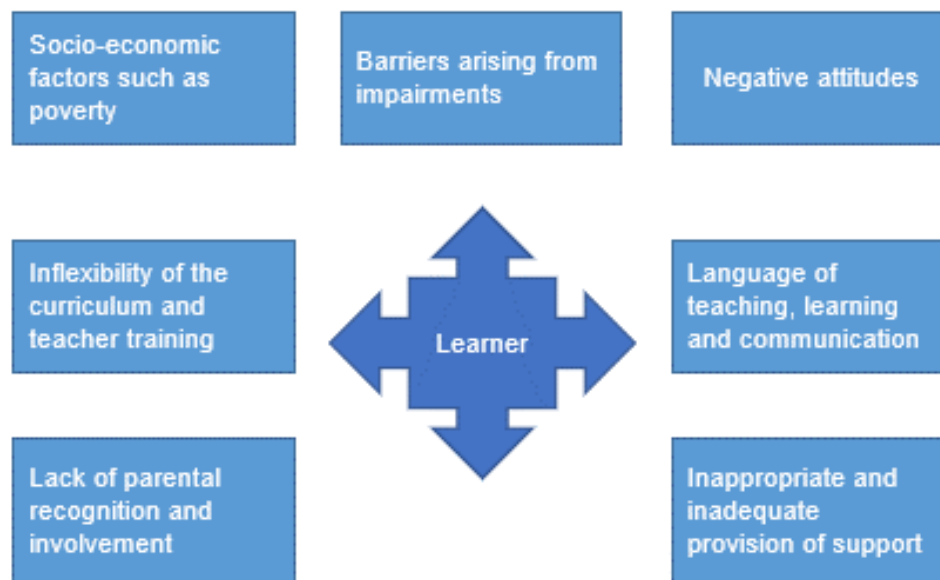 Socio-economic
factors such as
poverty
Barriers arising from
impairments
Negative attitudes
Inflexibility of the
curriculum and
teacher training
Learner
Language of
teaching, learning
and communication
Lack of parental
recognition and
involvement
Inappropriate and
inadequate
provision of support